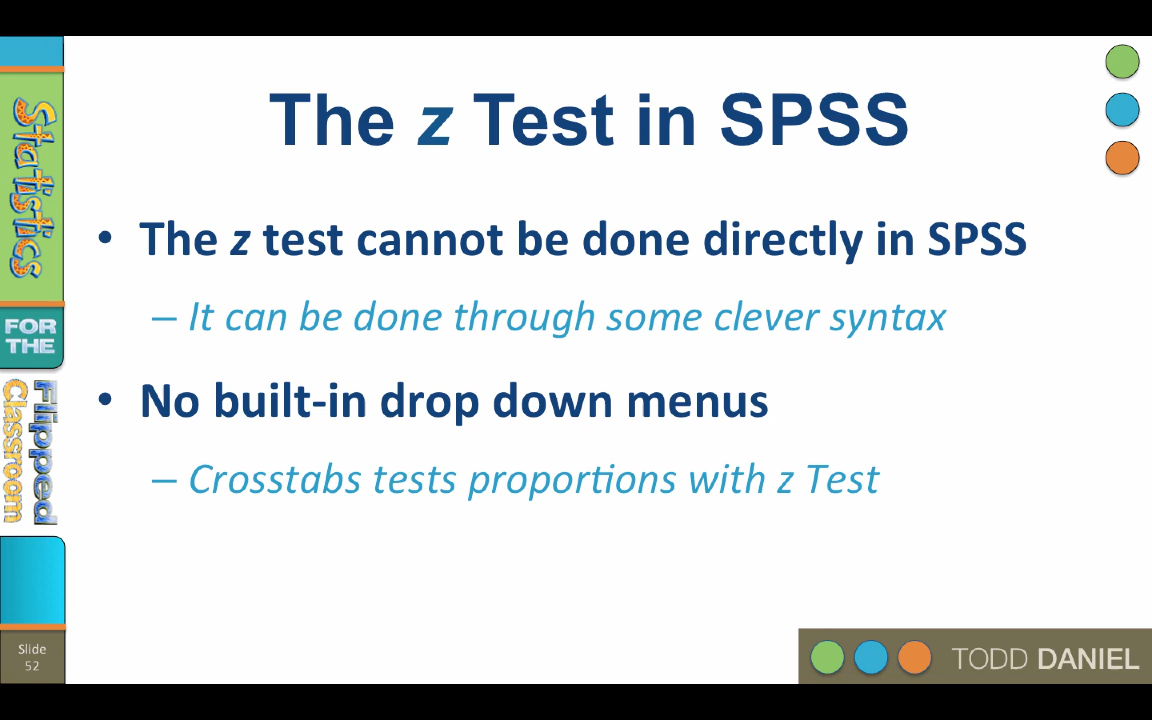 The z Test in SPSS
• The z test cannot be done directly in SPSS
– It can be done through some clever syntax
• No built-in drop down menus
– Crosstabs tests proportions with z Test
Statistics
FOR
THE
Flipped
Classroom
Slide
52
TODD DANIEL